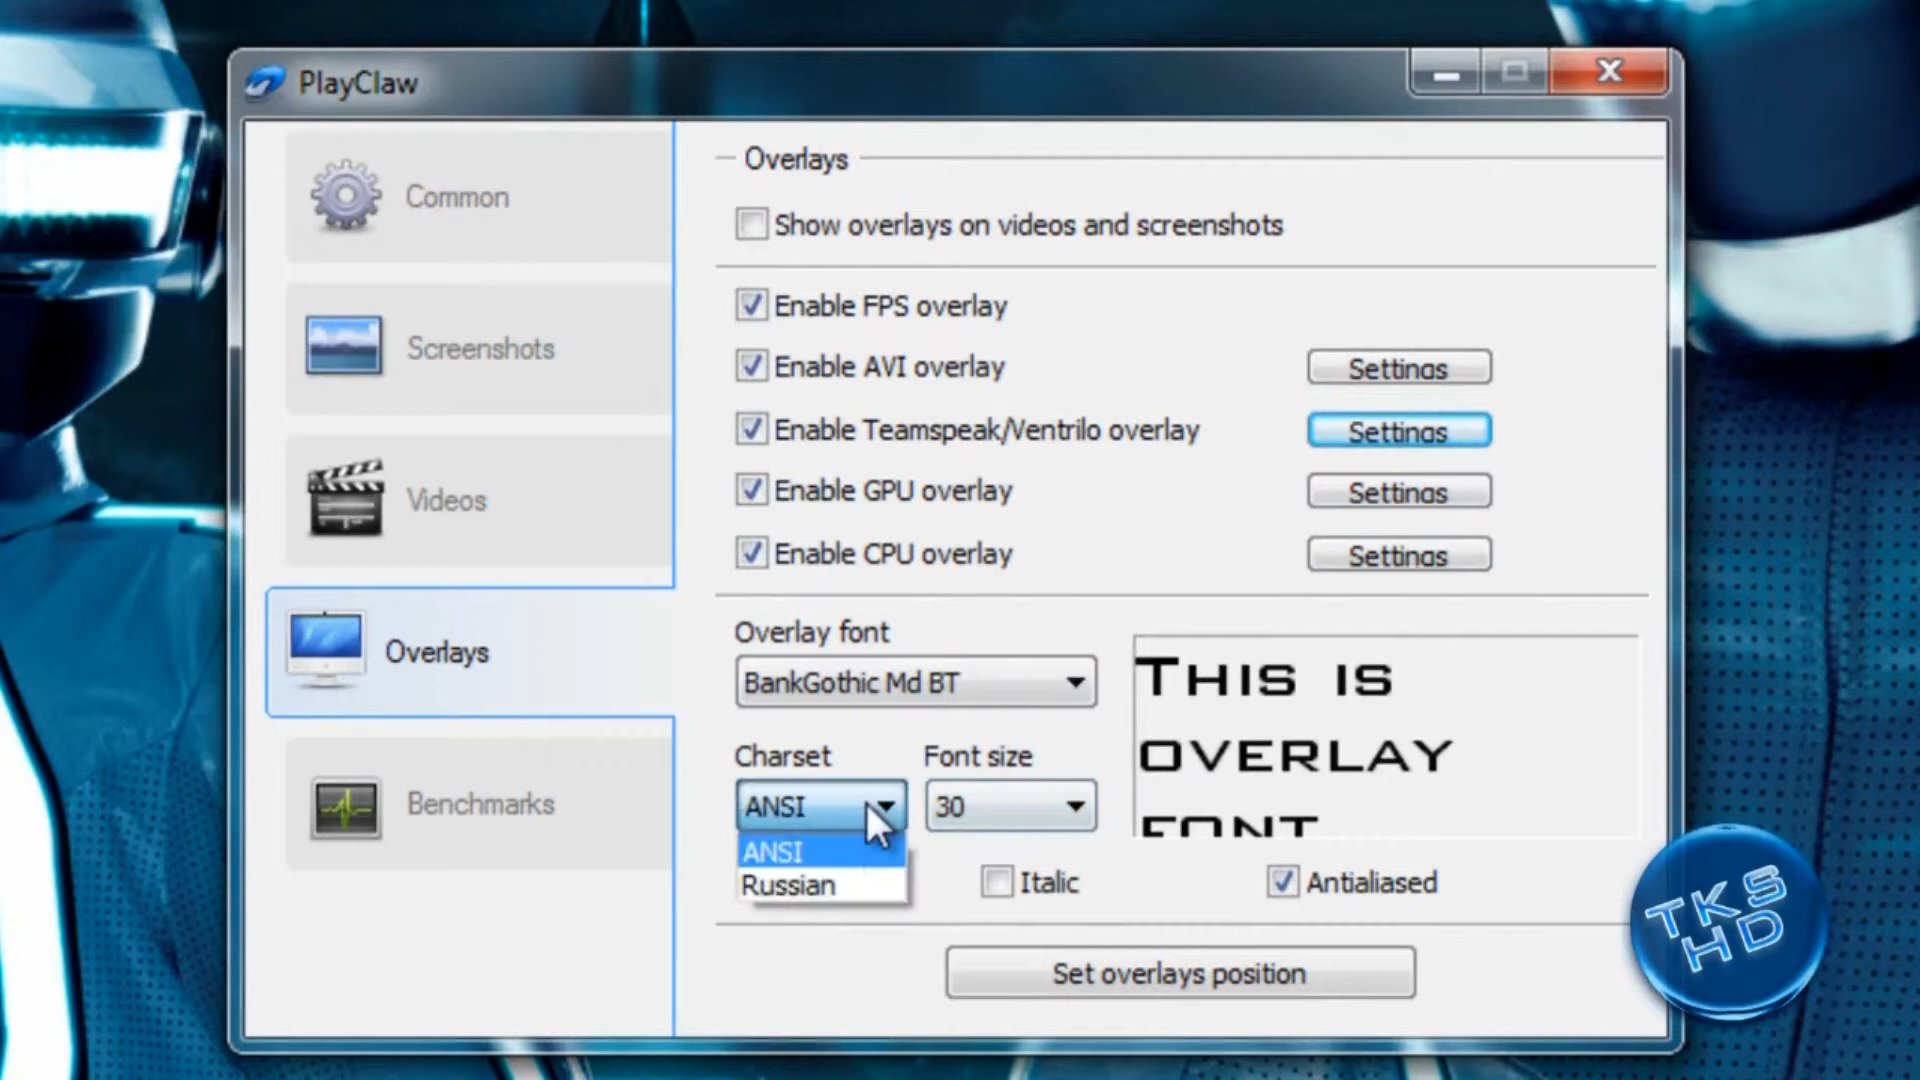 PlayClaw
Common
Screenshots
Videos
Overlays
Benchmarks
Overlays
Show overlays on videos and screenshots
Enable FPS overlay
Enable AVI overlay
Settings
Enable Teamspeak/Ventrilo overlay
Settings
Enable GPU overlay
Settings
Enable CPU overlay
Settings
Overlay font
BankGothic Md BT
Charset
Font size
ANSI
30
ANSI
Russian
THIS IS
OVERLAY
FONT
Italic
Antialiased
Set overlays position
TKS
HD